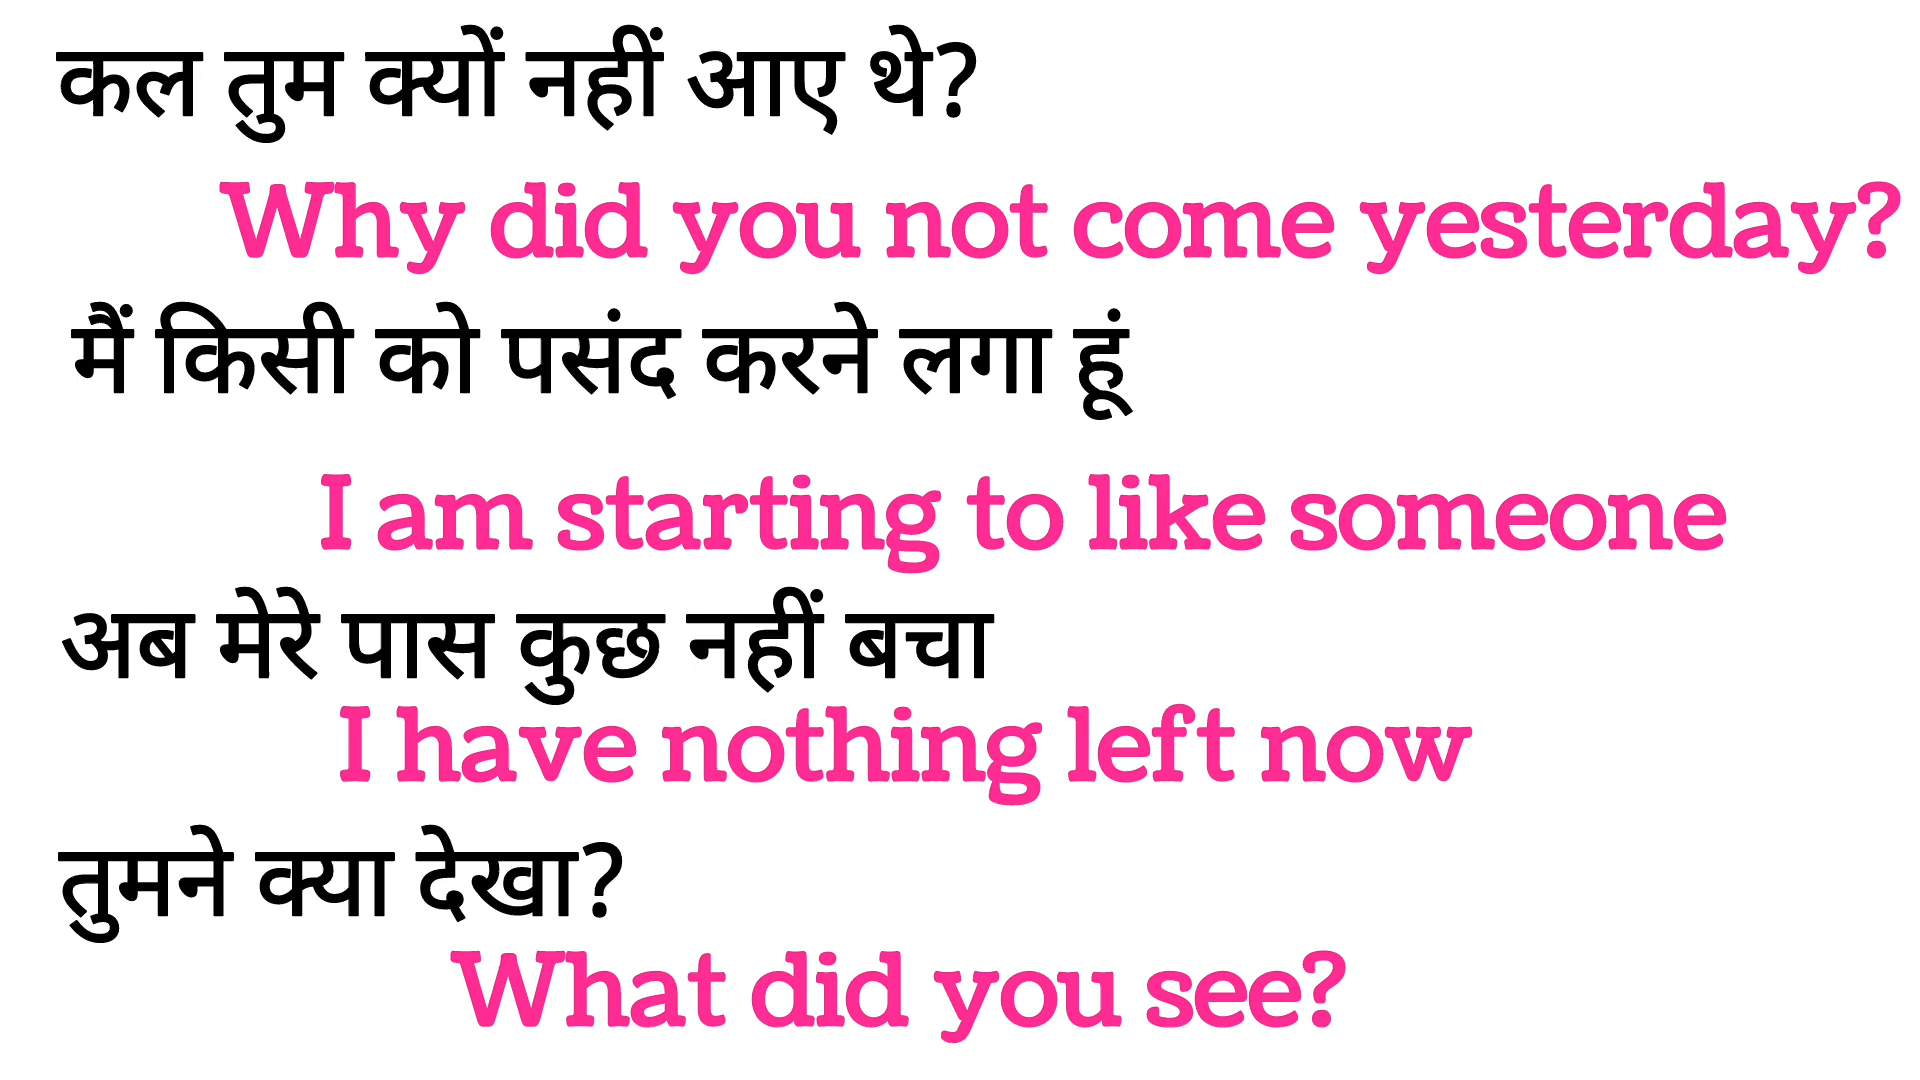 कल तुम क्यों नहीं आए थे?
Why did you not come yesterday?
मैं किसी को पसंद करने लगा हूं
I am starting to like someone
अब मेरे पास कुछ नहीं बचा
I have nothing left now
तुमने क्या देखा?
What did you see?